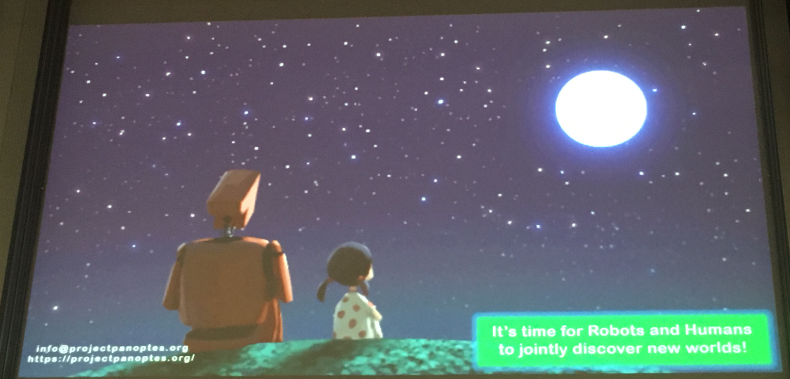 It's time for Robots and Humans
to jointly discover new worlds!
info@projectpanoptes.org
https://projectpanoptes.org/